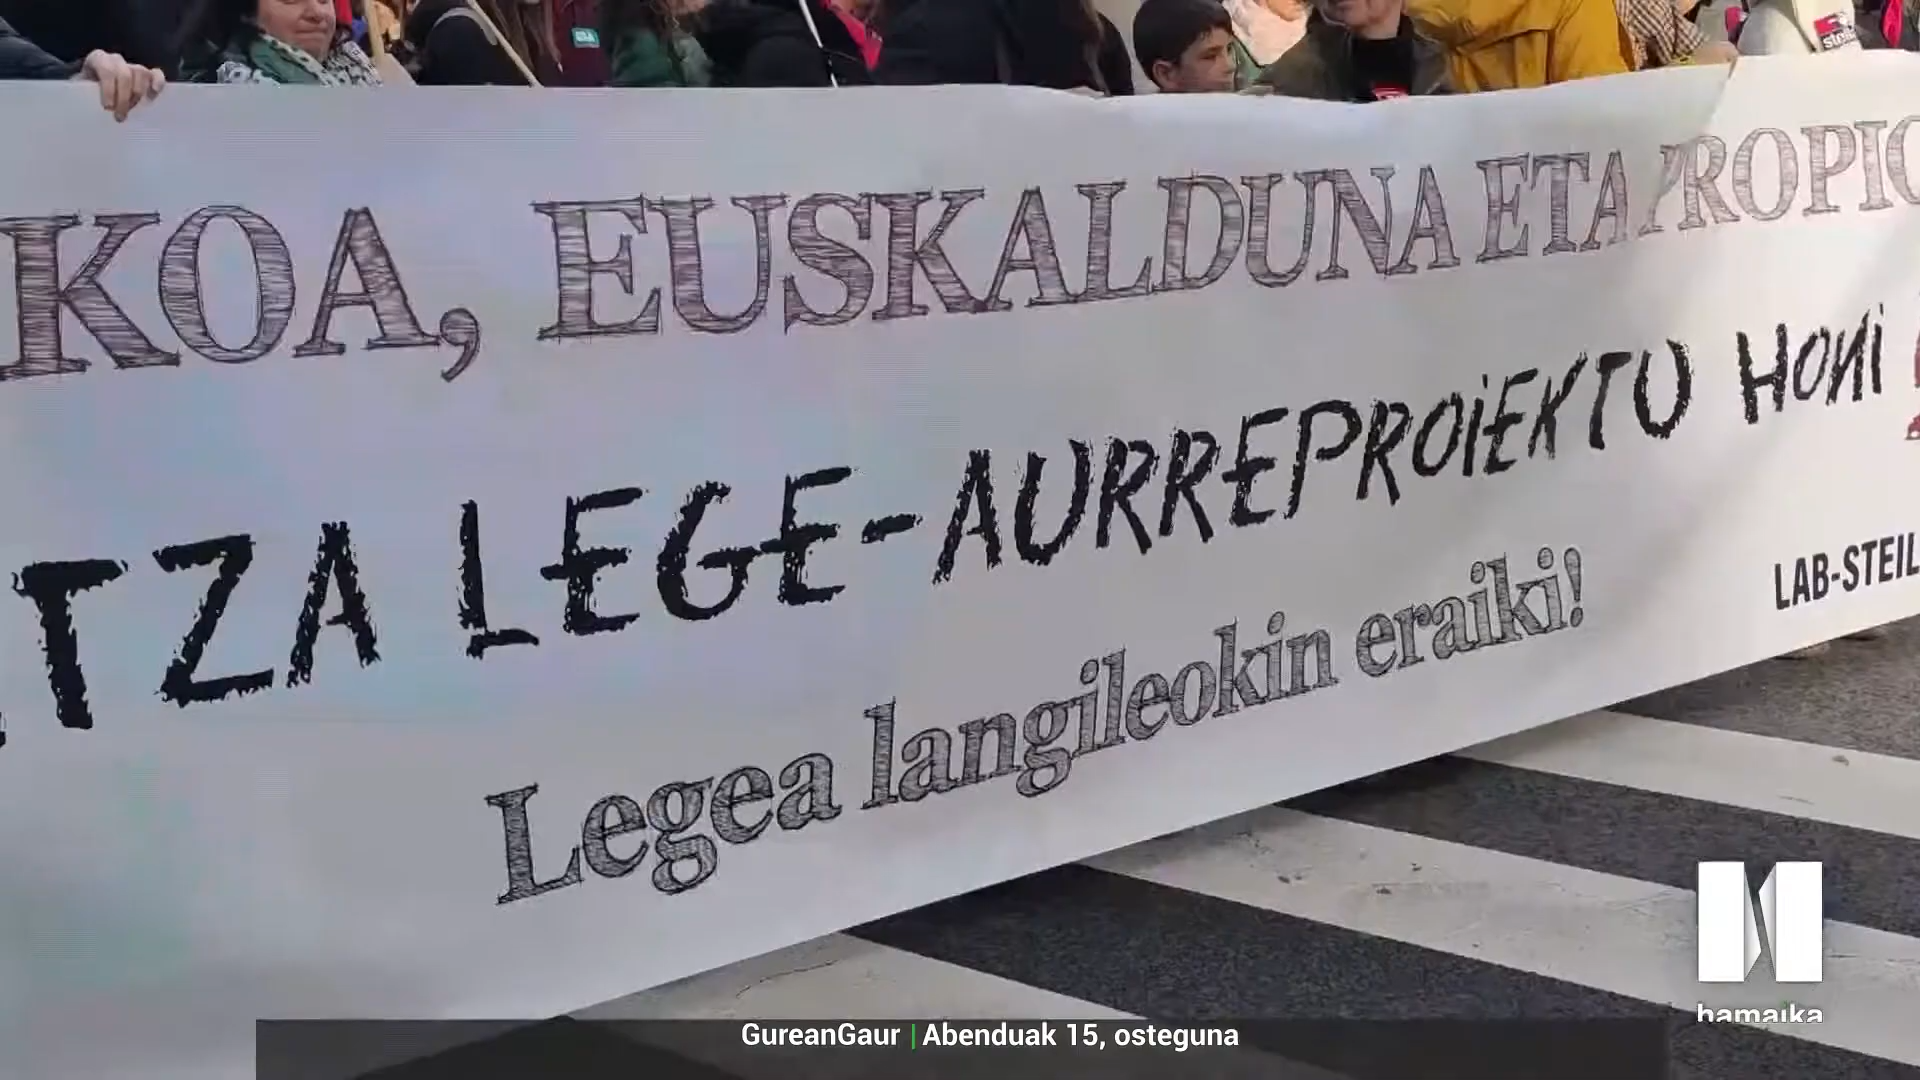 KOA, EUSKALDUNA ETA PROPIO
TZA LEGE-AURREPROIEKTU HONI
Legea langileokin eraiki!
LAB-STEIL
hamaika
GureanGaur | Abenduak 15, osteguna